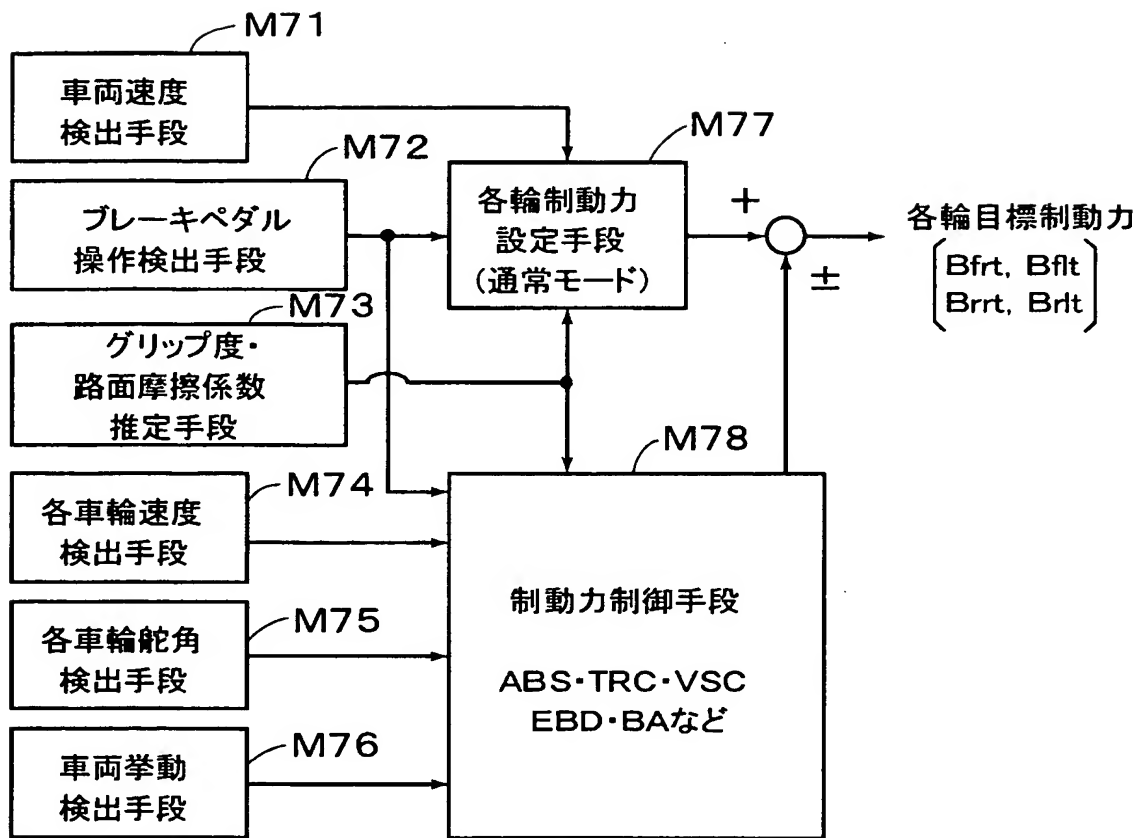 M71
車両速度
検出手段
M72
ブレーキペダル
操作検出手段
M73
グリップ度・
路面摩擦係数
推定手段
M74
各車輪速度
検出手段
M75
各車輪舵角
検出手段
M76
車両挙動
検出手段
M77
各輪制動力
設定手段
(通常モード)
M78
制動力制御手段
ABS・TRC・VSC
EBD・BAなど
+
±
各輪目標制動力
Bfrt, Bflt
Brrt, Brlt